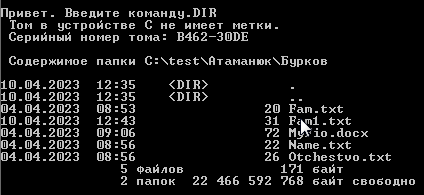 Привет. Введите команду.DIR
Том в устройстве C не имеет метки.
Серийный номер тома: B462-30DE
Содержимое папки C:\test\Атаманюк\Бурков
10.04.2023 12:35 <DIR> .
10.04.2023 12:35 <DIR> ..
04.04.2023 08:53 20 Fam.txt
10.04.2023 12:43 31 Fam1.txt
04.04.2023 09:06 72 MyFio.docx
04.04.2023 08:56 22 Name.txt
04.04.2023 08:56 26 Otchestvo.txt
5 файлов 171 байт
2 папок 22 466 592 768 байт свободно